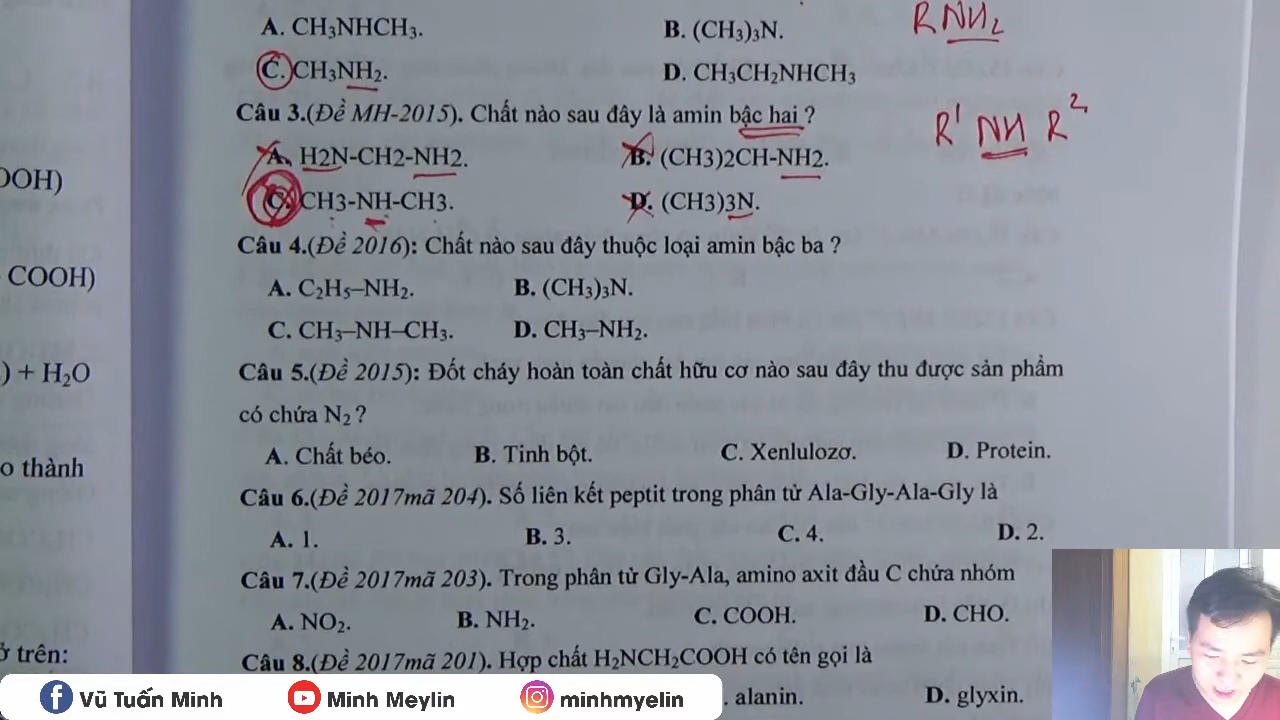 A. CH₃NHCH₃. B. (CH₃)₃N. R NH₂
C. CH₃NH₂. D. CH₃CH₂NHCH₃
Câu 3.(Đề MH-2015). Chất nào sau đây là amin bậc hai ?
R¹ NH R²
A. H2N-CH2-NH2. B. (CH3)2CH-NH2.
C. CH3-NH-CH3. D. (CH3)3N.
Câu 4.(Đề 2016): Chất nào sau đây thuộc loại amin bậc ba ?
A. C₂H₅–NH₂. B. (CH₃)₃N.
C. CH₃–NH–CH₃. D. CH₃–NH₂.
Câu 5.(Đề 2015): Đốt cháy hoàn toàn chất hữu cơ nào sau đây thu được sản phẩm
có chứa N₂ ?
A. Chất béo. B. Tinh bột. C. Xenlulozơ. D. Protein.
Câu 6.(Đề 2017mã 204). Số liên kết peptit trong phân tử Ala-Gly-Ala-Gly là
A. 1. B. 3. C. 4. D. 2.
Câu 7.(Đề 2017mã 203). Trong phân tử Gly-Ala, amino axit đầu C chứa nhóm
A. NO₂. B. NH₂. C. COOH. D. CHO.
Câu 8.(Đề 2017mã 201). Hợp chất H₂NCH₂COOH có tên gọi là
. alanin. D. glyxin.
OOH)
COOH)
) + H₂O
o thành
ở trên:
Vũ Tuấn Minh Minh Meylin minhmyelin